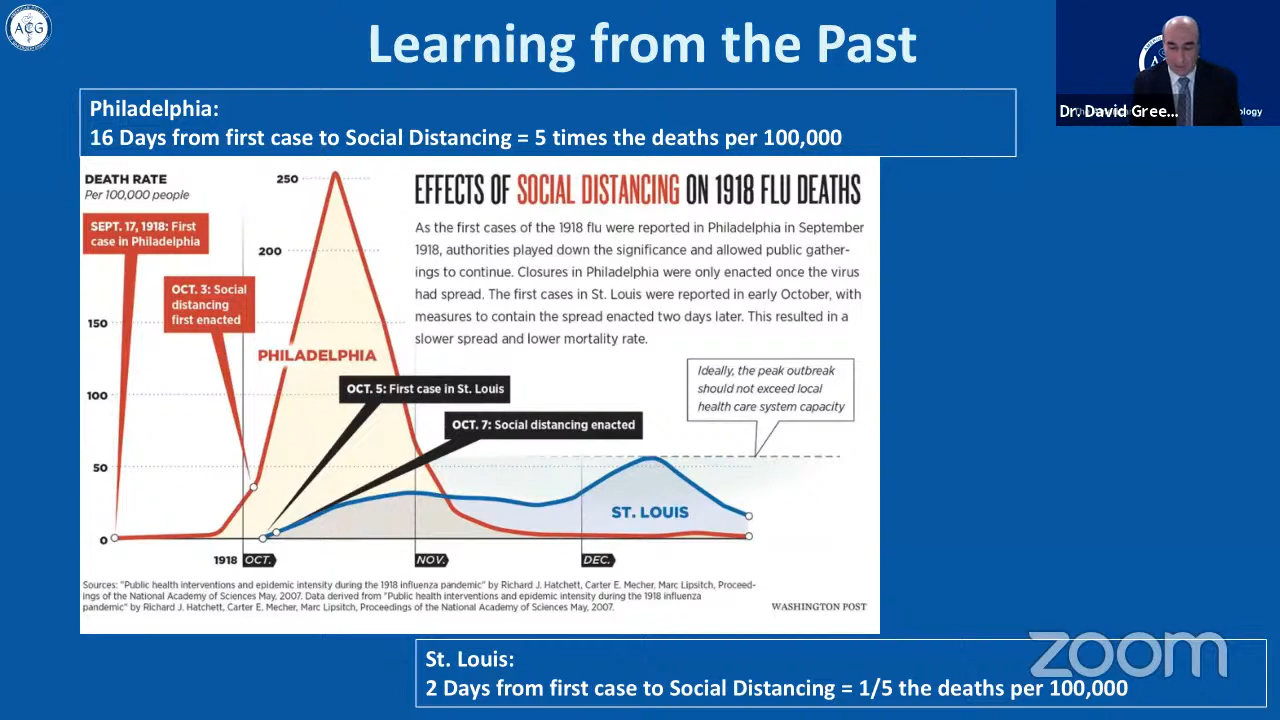 ACG
Learning from the Past
Dr. David Gree...
ology
Philadelphia:
16 Days from first case to Social Distancing = 5 times the deaths per 100,000
DEATH RATE
Per 100,000 people
250
200
150
100
50
0
EFFECTS OF SOCIAL DISTANCING ON 1918 FLU DEATHS
As the first cases of the 1918 flu were reported in Philadelphia in September
1918, authorities played down the significance and allowed public gather-
ings to continue. Closures in Philadelphia were only enacted once the virus
had spread. The first cases in St. Louis were reported in early October, with
measures to contain the spread enacted two days later. This resulted in a
slower spread and lower mortality rate.
SEPT. 17, 1918: First
case in Philadelphia
OCT. 3: Social
distancing
first enacted
PHILADELPHIA
OCT. 5: First case in St. Louis
OCT. 7: Social distancing enacted
Ideally, the peak outbreak
should not exceed local
health care system capacity
ST. LOUIS
1918 OCT. NOV. DEC.
Sources: "Public health interventions and epidemic intensity during the 1918 influenza pandemic" by Richard J. Hatchett, Carter E. Mecher, Marc Lipsitch, Proceed-
ings of the National Academy of Sciences May, 2007. Data derived from "Public health interventions and epidemic intensity during the 1918 influenza
pandemic" by Richard J. Hatchett, Carter E. Mecher, Marc Lipsitch, Proceedings of the National Academy of Sciences May, 2007.
WASHINGTON POST
St. Louis:
2 Days from first case to Social Distancing = 1/5 the deaths per 100,000
zoom